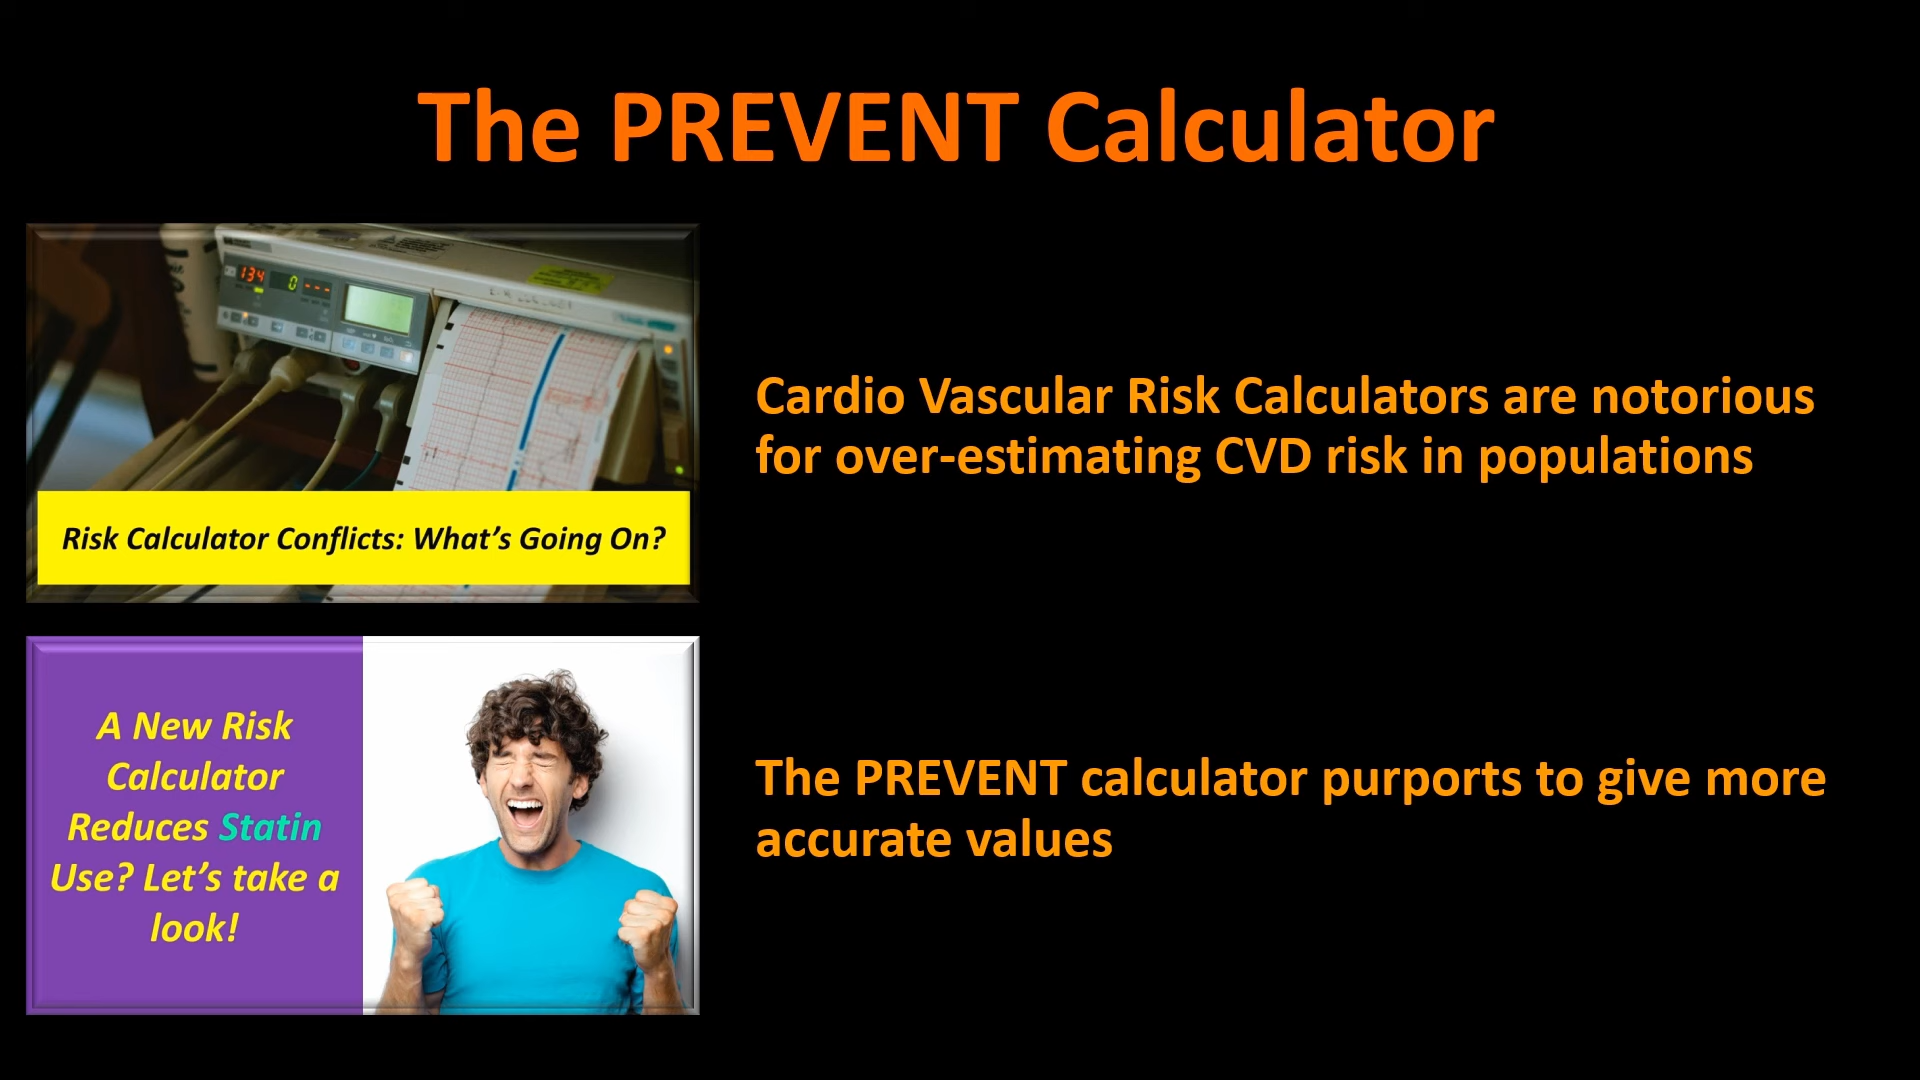 The PREVENT Calculator
134 0 ---
Risk Calculator Conflicts: What's Going On?
Cardio Vascular Risk Calculators are notorious
for over-estimating CVD risk in populations
A New Risk
Calculator
Reduces Statin
Use? Let's take a
look!
The PREVENT calculator purports to give more
accurate values